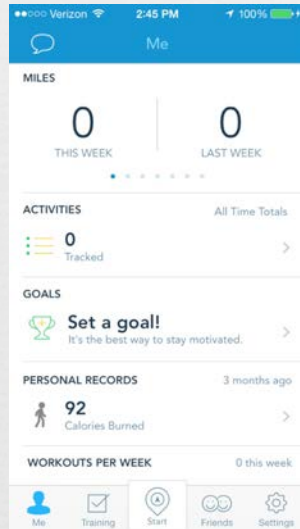 ●●○○○ Verizon 2:45 PM 100%
Me
MILES
0 0
THIS WEEK LAST WEEK
ACTIVITIES All Time Totals
0
Tracked
GOALS
Set a goal!
It's the best way to stay motivated.
PERSONAL RECORDS 3 months ago
92
Calories Burned
WORKOUTS PER WEEK 0 this week
Me Training Start Friends Settings